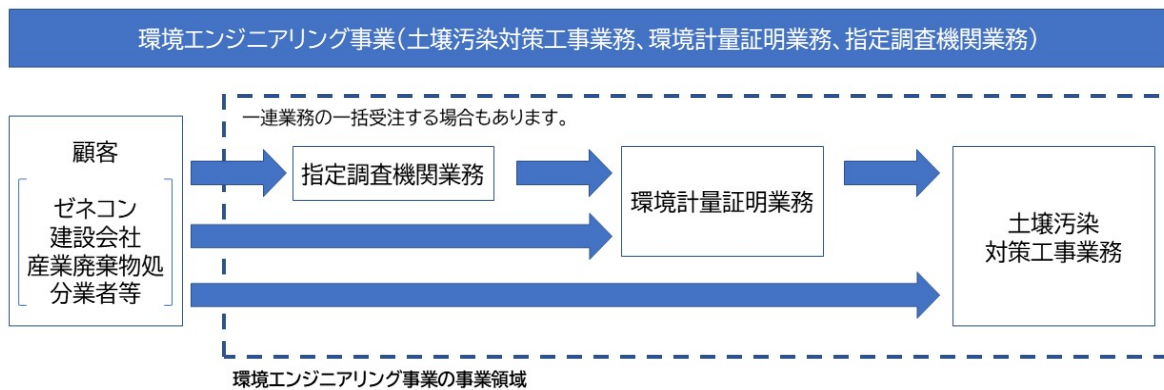 環境エンジニアリング事業(土壌汚染対策工事業務、環境計量証明業務、指定調査機関業務)
一連業務の一括受注する場合もあります。
顧客
ゼネコン
建設会社
産業廃棄物処
分業者等
指定調査機関業務
環境計量証明業務
土壌汚染
対策工事業務
環境エンジニアリング事業の事業領域